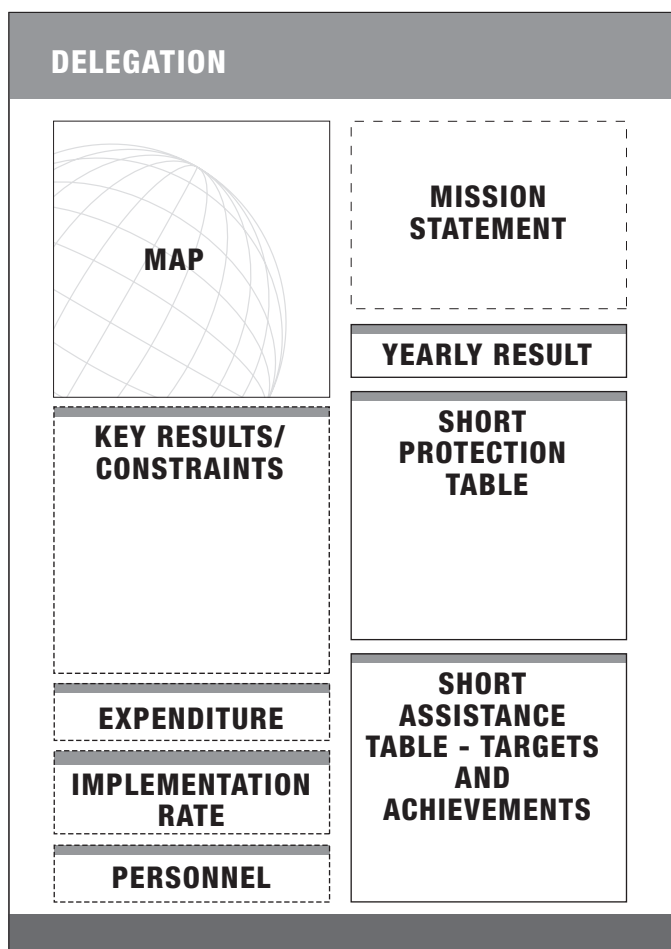 DELEGATION
MAP
KEY RESULTS/
CONSTRAINTS
EXPENDITURE
IMPLEMENTATION
RATE
PERSONNEL
MISSION
STATEMENT
YEARLY RESULT
SHORT
PROTECTION
TABLE
SHORT
ASSISTANCE
TABLE - TARGETS
AND
ACHIEVEMENTS